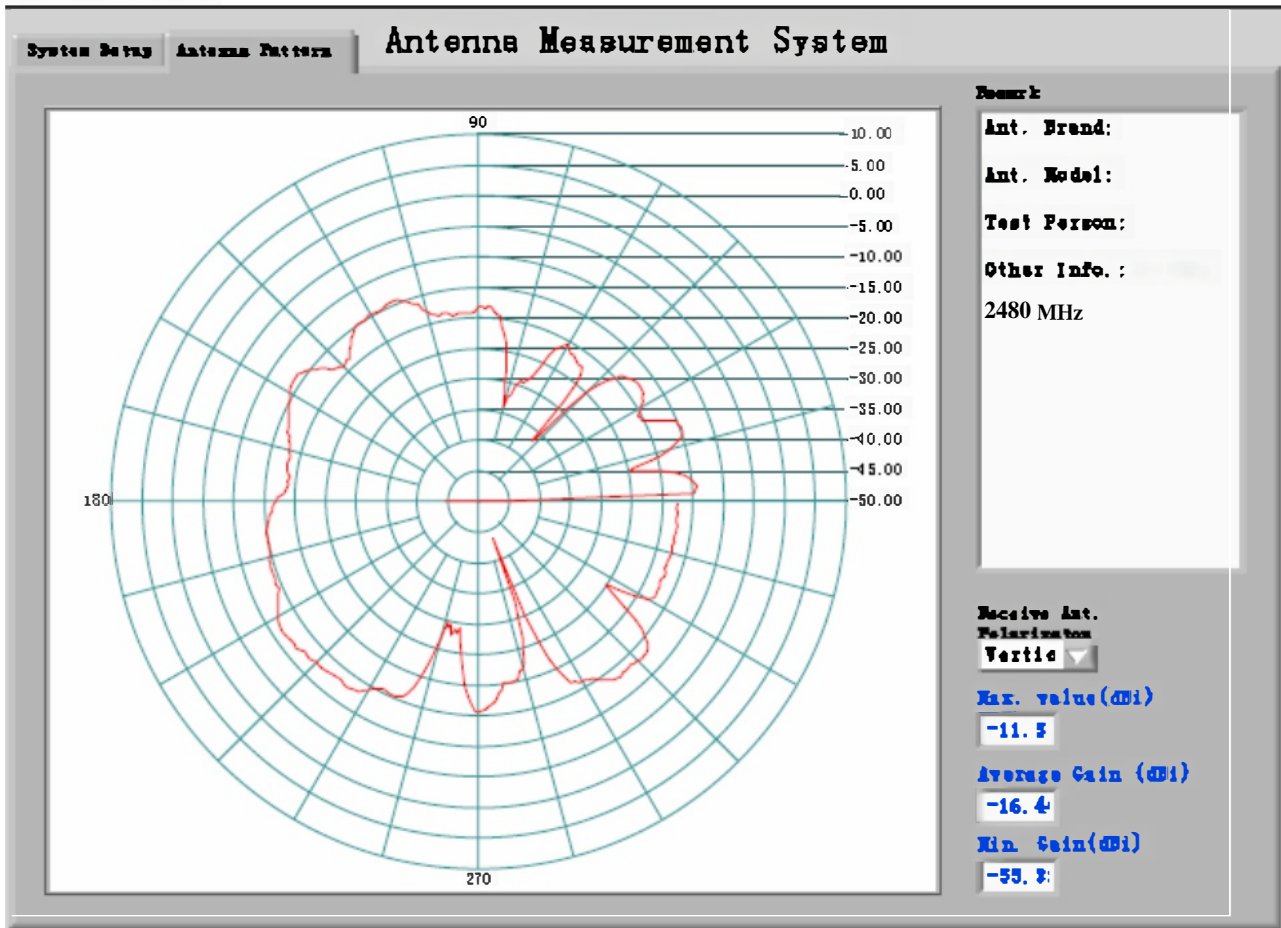 Antenna Measurement System
System Setup
Antenna Pattern
90
10.00
5.00
0.00
-5.00
-10.00
-15.00
-20.00
-25.00
-30.00
-35.00
-40.00
-45.00
-50.00
180
270
Remark
Ant. Brand:
Ant. Model:
Test Person:
Other Info.:
2480 MHz
Receive Ant.
Polarizaton
Vertic
Max. value(dBi)
-11.
Average Gain (dBi)
-16.4
Min. Gain(dBi)
-55.